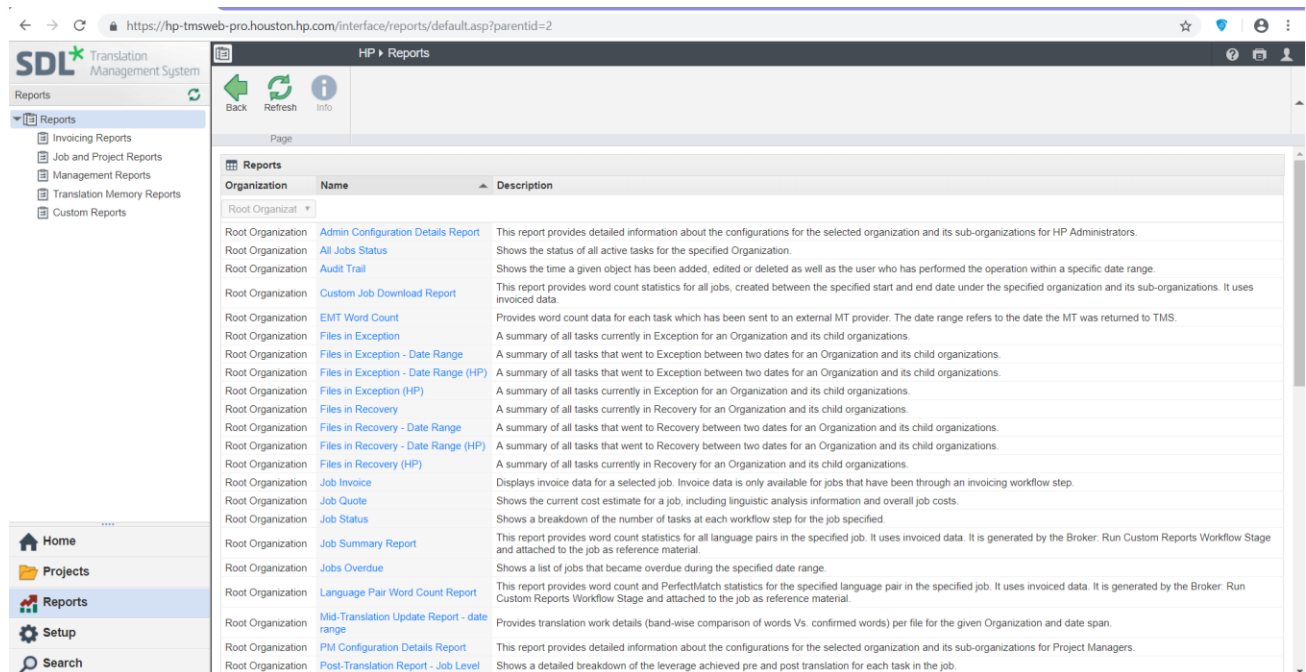 https://hp-tmsweb-pro.houston.hp.com/interface/reports/default.asp?parentid=2
SDL Translation Management System
HP ▸ Reports
Reports
Back Refresh Info
Page
Reports
Invoicing Reports
Job and Project Reports
Management Reports
Translation Memory Reports
Custom Reports
Reports
Organization Name Description
Root Organizat
Root Organization Admin Configuration Details Report This report provides detailed information about the configurations for the selected organization and its sub-organizations for HP Administrators.
Root Organization All Jobs Status Shows the status of all active tasks for the specified Organization.
Root Organization Audit Trail Shows the time a given object has been added, edited or deleted as well as the user who has performed the operation within a specific date range.
Root Organization Custom Job Download Report This report provides word count statistics for all jobs, created between the specified start and end date under the specified organization and its sub-organizations. It uses
invoiced data.
Root Organization EMT Word Count Provides word count data for each task which has been sent to an external MT provider. The date range refers to the date the MT was returned to TMS.
Root Organization Files in Exception A summary of all tasks currently in Exception for an Organization and its child organizations.
Root Organization Files in Exception - Date Range A summary of all tasks that went to Exception between two dates for an Organization and its child organizations.
Root Organization Files in Exception - Date Range (HP) A summary of all tasks that went to Exception between two dates for an Organization and its child organizations.
Root Organization Files in Exception (HP) A summary of all tasks currently in Exception for an Organization and its child organizations.
Root Organization Files in Recovery A summary of all tasks currently in Recovery for an Organization and its child organizations.
Root Organization Files in Recovery - Date Range A summary of all tasks that went to Recovery between two dates for an Organization and its child organizations.
Root Organization Files in Recovery - Date Range (HP) A summary of all tasks that went to Recovery between two dates for an Organization and its child organizations.
Root Organization Files in Recovery (HP) A summary of all tasks currently in Recovery for an Organization and its child organizations.
Root Organization Job Invoice Displays invoice data for a selected job. Invoice data is only available for jobs that have been through an invoicing workflow step.
Root Organization Job Quote Shows the current cost estimate for a job, including linguistic analysis information and overall job costs.
Root Organization Job Status Shows a breakdown of the number of tasks at each workflow step for the job specified.
Root Organization Job Summary Report This report provides word count statistics for all language pairs in the specified job. It uses invoiced data. It is generated by the Broker: Run Custom Reports Workflow Stage
and attached to the job as reference material.
Root Organization Jobs Overdue Shows a list of jobs that became overdue during the specified date range.
Root Organization Language Pair Word Count Report This report provides word count and PerfectMatch statistics for the specified language pair in the specified job. It uses invoiced data. It is generated by the Broker: Run
Custom Reports Workflow Stage and attached to the job as reference material.
Root Organization Mid-Translation Update Report - date
range Provides translation work details (band-wise comparison of words Vs. confirmed words) per file for the given Organization and date span.
Root Organization PM Configuration Details Report This report provides detailed information about the configurations for the selected organization and its sub-organizations for Project Managers.
Root Organization Post-Translation Report - Job Level Shows a detailed breakdown of the leverage achieved pre and post translation for each task in the job.
Home
Projects
Reports
Setup
Search